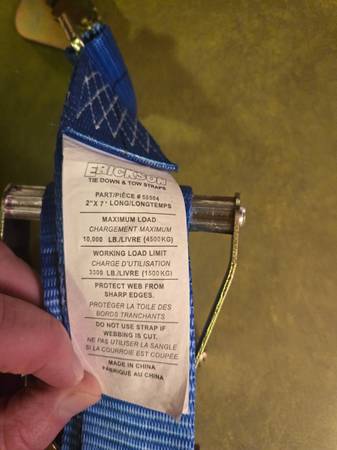 ERICKSON
TIE DOWN & TOW STRAPS
PART/PIÈCE # 58504
2"X 7' LONG/LONGTEMPS
MAXIMUM LOAD
CHARGEMENT MAXIMUM
10,000 LB./LIVRE (4500KG)
WORKING LOAD LIMIT
CHARGE D'UTILISATION
3300 LB./LIVRE (1500KG)
PROTECT WEB FROM
SHARP EDGES.
PROTÉGER LA TOILE DES
BORDS TRANCHANTS
DO NOT USE STRAP IF
WEBBING IS CUT.
NE PAS UTILISER LA SANGLE
SI LA COURROIE EST COUPÉE.
MADE IN CHINA
FABRIQUÉ AU CHINA